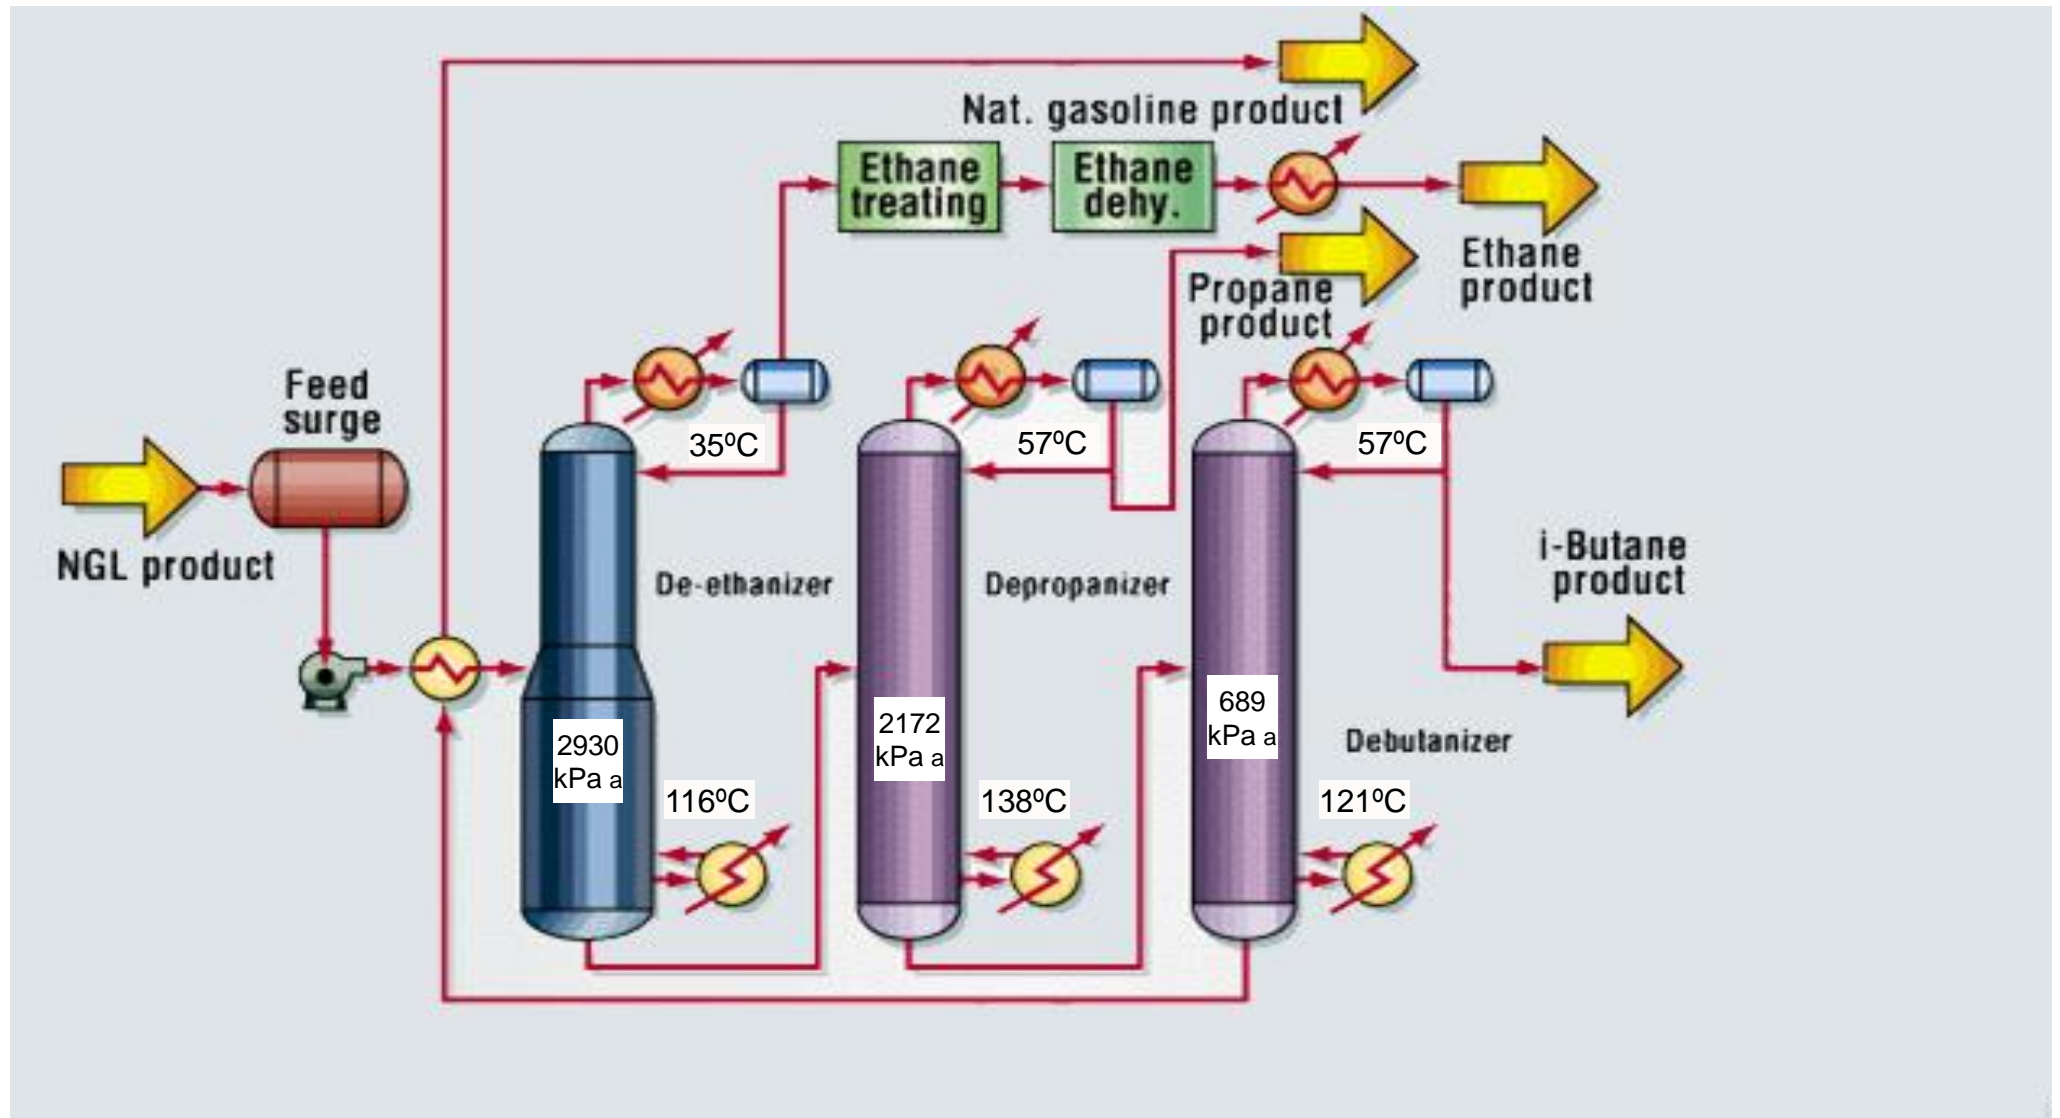 Nat. gasoline product
Ethane
treating
Ethane
dehy.
Ethane
product
Propane
product
Feed
surge
35ºC
57ºC
57ºC
NGL product
i-Butane
product
De-ethanizer
Depropanizer
689
kPa a
2172
kPa a
2930
kPa a
Debutanizer
116ºC
138ºC
121ºC